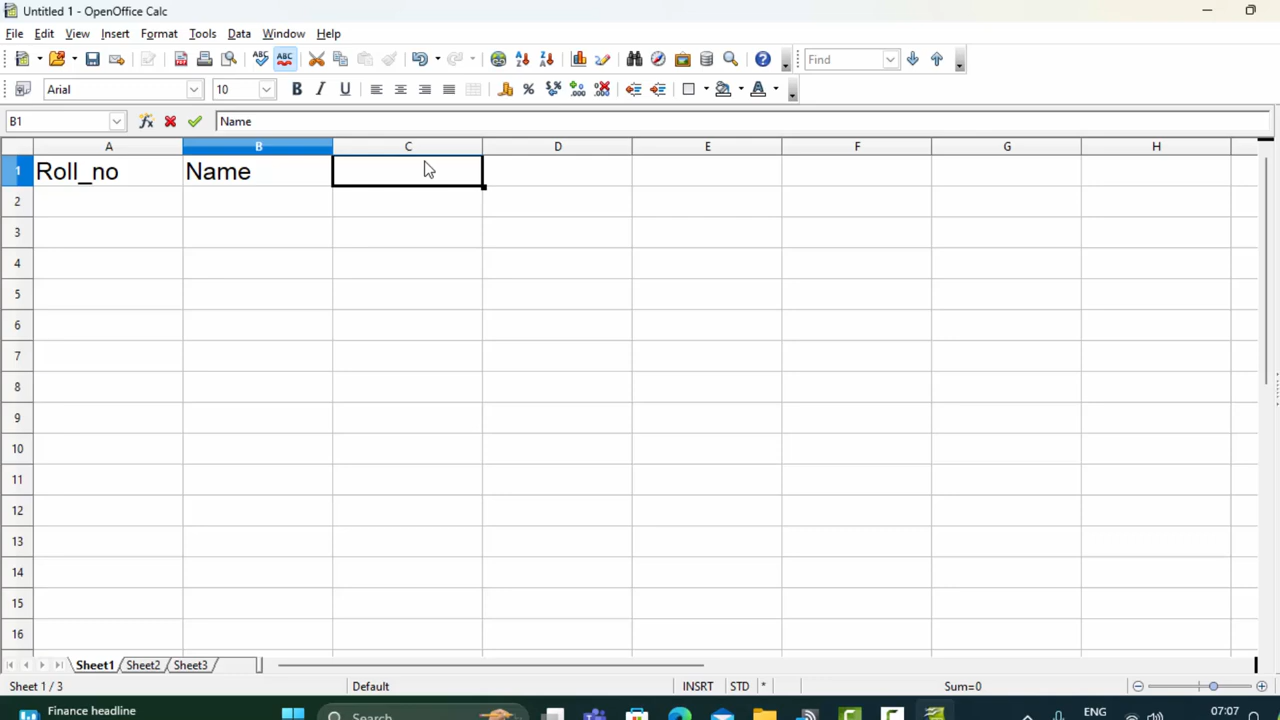 Untitled 1 - OpenOffice Calc
File Edit View Insert Format Tools Data Window Help
ABC ABC Find
Arial 10 B I U % A
B1 Name
A B C D E F G H
1 Roll_no Name
2
3
4
5
6
7
8
9
10
11
12
13
14
15
16
Sheet1 Sheet2 Sheet3
Sheet 1 / 3 Default INSRT STD * Sum=0
Finance headline Search ENG 07:07